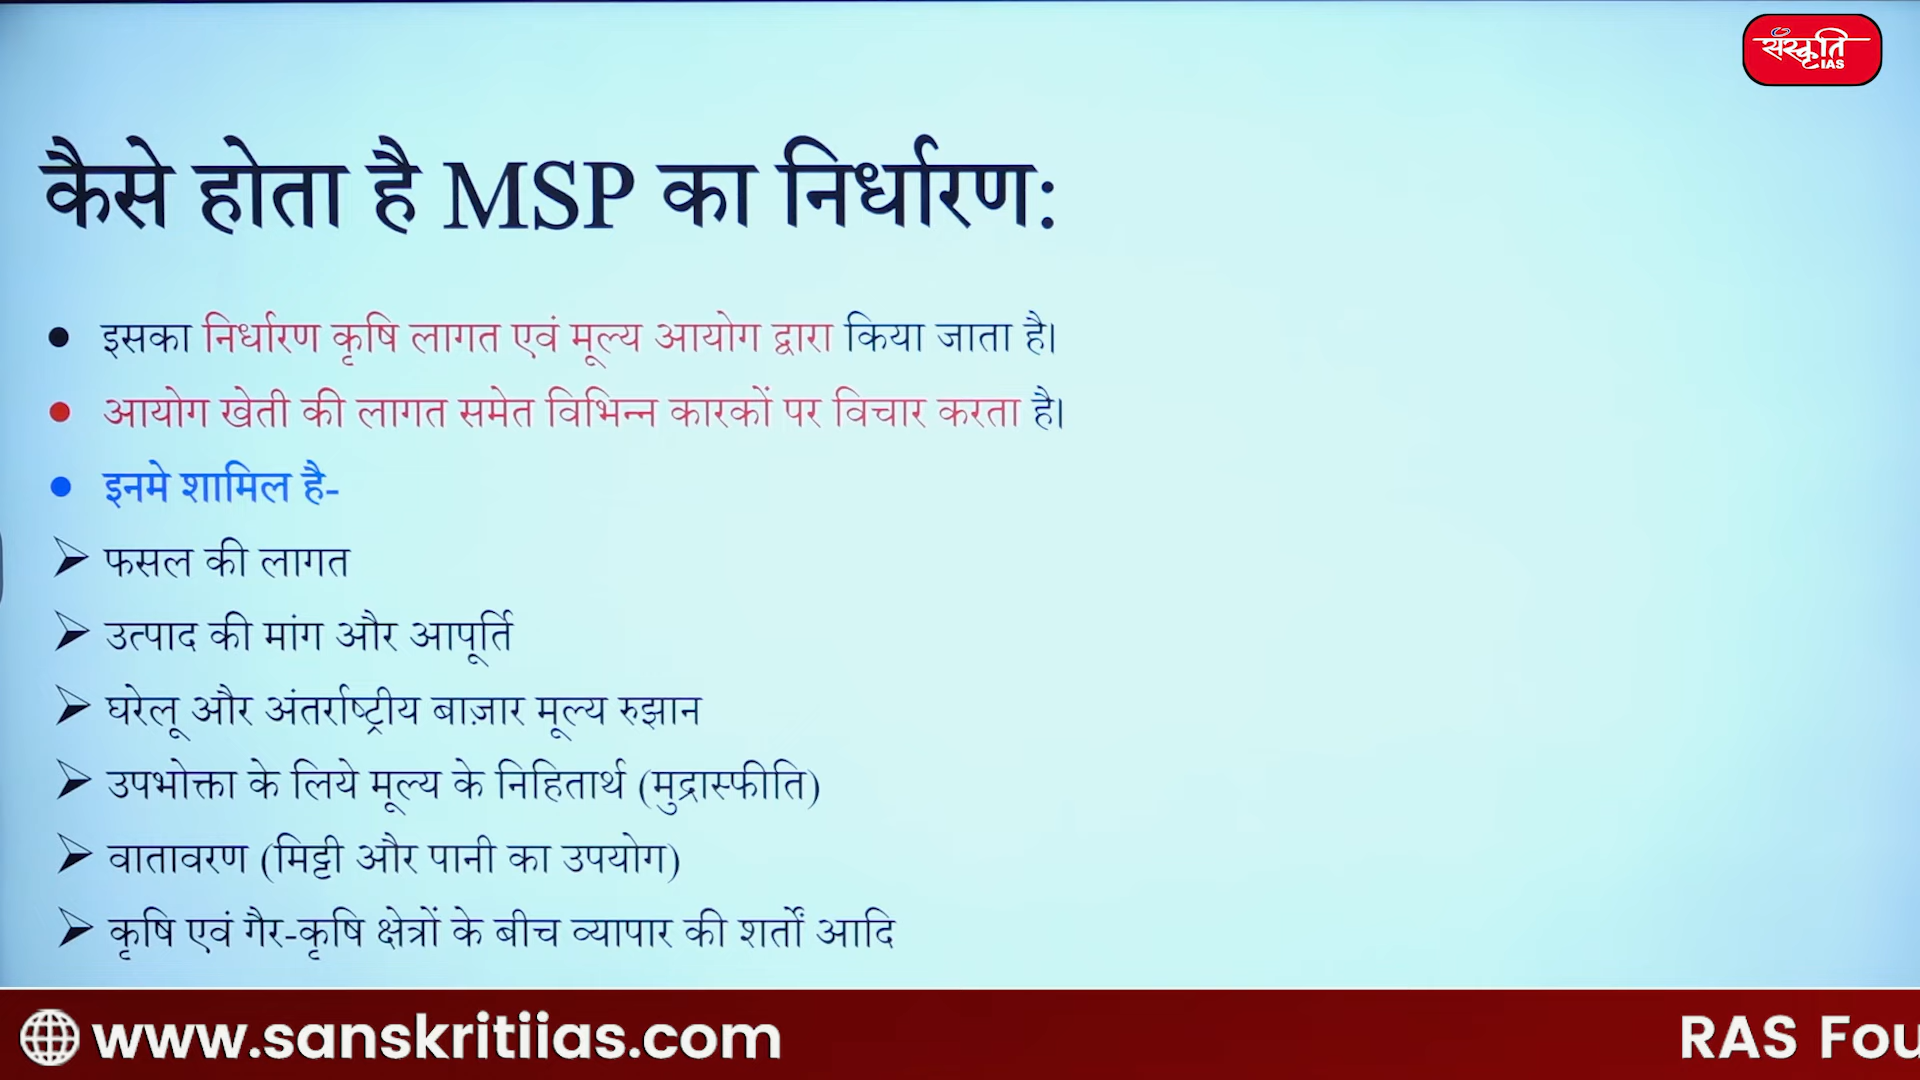 संस्कृति
IAS
कैसे होता है MSP का निर्धारण:
• इसका निर्धारण कृषि लागत एवं मूल्य आयोग द्वारा किया जाता है।
• आयोग खेती की लागत समेत विभिन्न कारकों पर विचार करता है।
• इनमे शामिल है-
➢ फसल की लागत
➢ उत्पाद की मांग और आपूर्ति
➢ घरेलू और अंतर्राष्ट्रीय बाज़ार मूल्य रुझान
➢ उपभोक्ता के लिये मूल्य के निहितार्थ (मुद्रास्फीति)
➢ वातावरण (मिट्टी और पानी का उपयोग)
➢ कृषि एवं गैर-कृषि क्षेत्रों के बीच व्यापार की शर्तों आदि
www.sanskritiias.com
RAS Fou